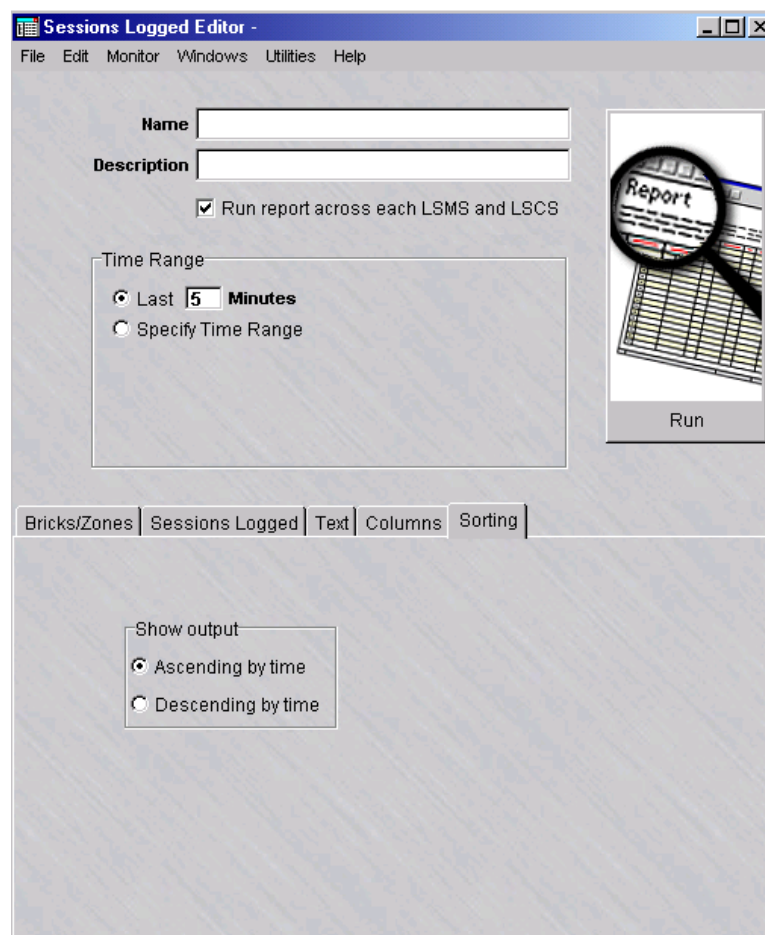 Sessions Logged Editor -
File Edit Monitor Windows Utilities Help
Name
Description
Run report across each LSMS and LSCS
Report
Time Range
Last 5 Minutes
Specify Time Range
Run
Bricks/Zones Sessions Logged Text Columns Sorting
Show output
Ascending by time
Descending by time